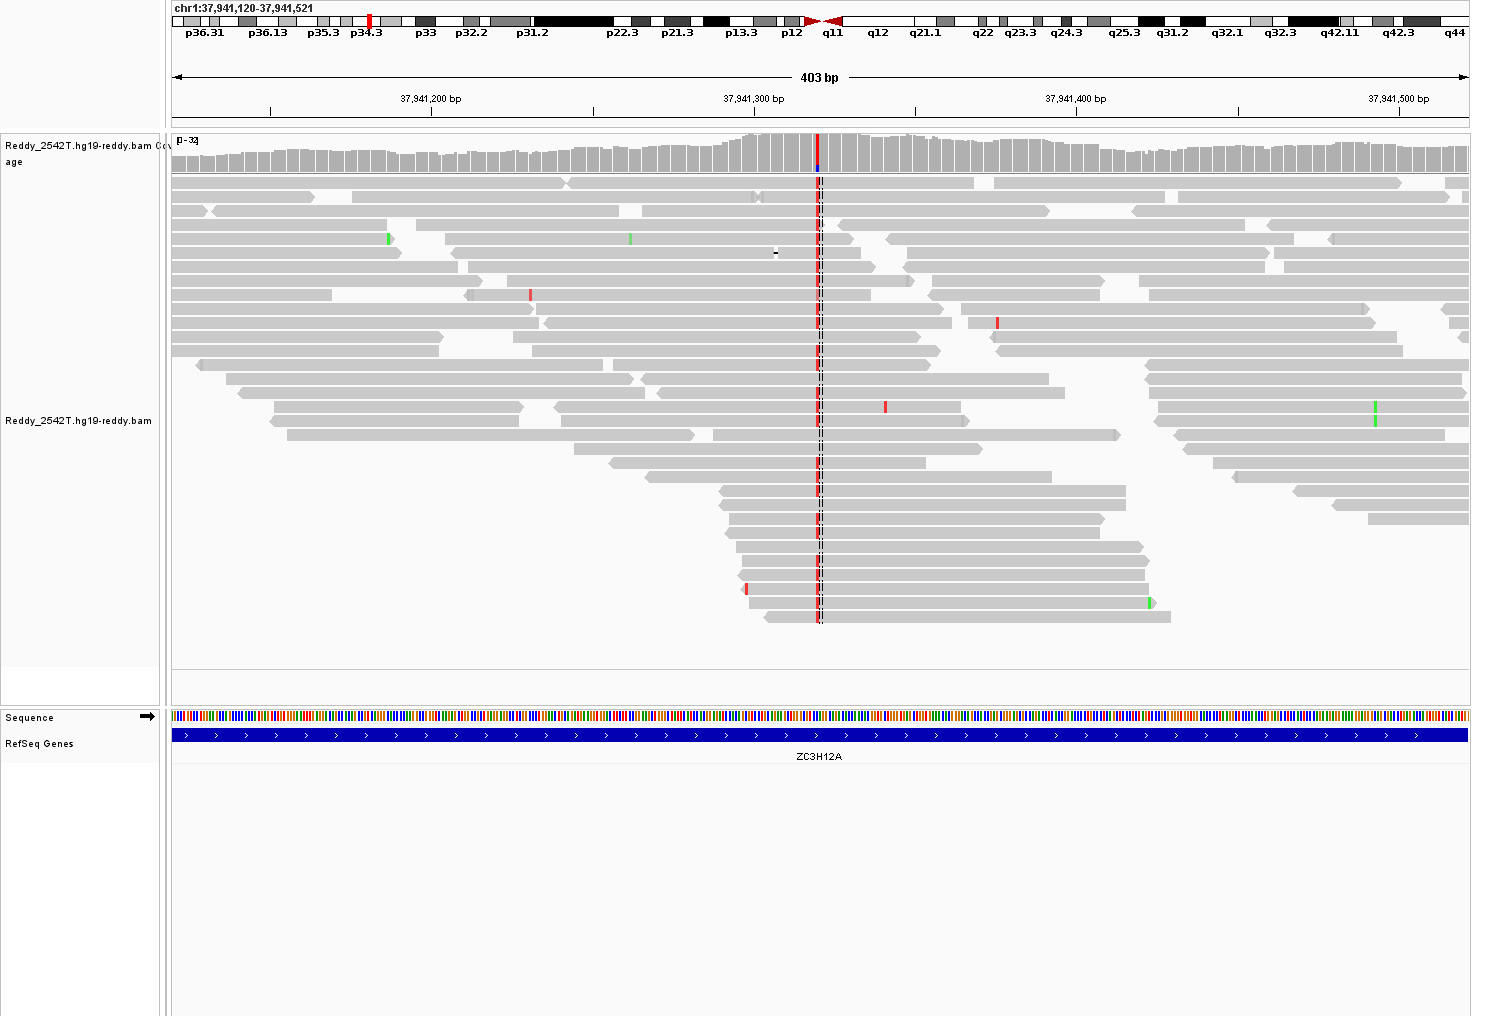 chr1:37,941,120-37,941,521
p36.31 p36.13 p35.3 p34.3 p33 p32.2 p31.2 p22.3 p21.3 p13.3 p12 q11 q12 q21.1 q22 q23.3 q24.3 q25.3 q31.2 q32.1 q32.3 q42.11 q42.3 q44
403 bp
37,941,200 bp 37,941,300 bp 37,941,400 bp 37,941,500 bp
[0-32]
Reddy_2542T.hg19-reddy.bam Cov
age
Reddy_2542T.hg19-reddy.bam
Sequence
RefSeq Genes
ZC3H12A